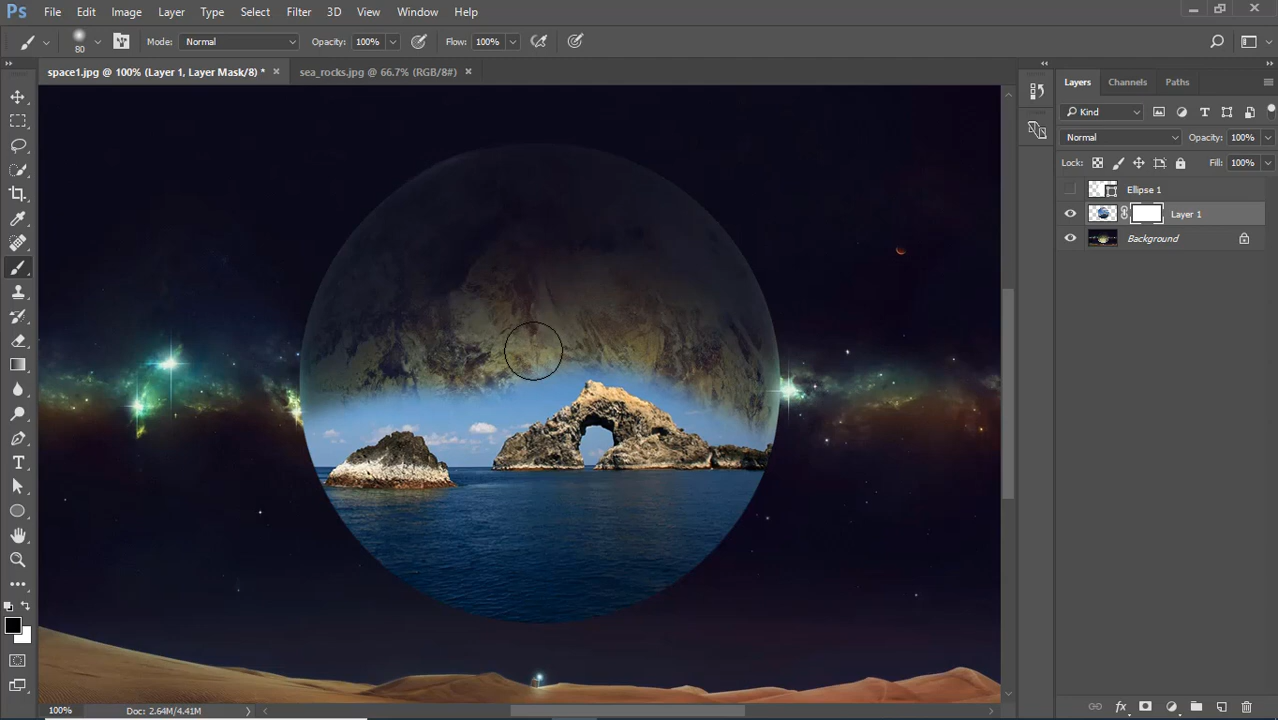 Ps File Edit Image Layer Type Select Filter 3D View Window Help
80 Mode: Normal Opacity: 100% Flow: 100%
space1.jpg @ 100% (Layer 1, Layer Mask/8) * × sea_rocks.jpg @ 66.7% (RGB/8#) ×
Layers Channels Paths
Kind
Normal Opacity: 100%
Lock: Fill: 100%
Ellipse 1
Layer 1
Background
100% Doc: 2.64M/4.41M